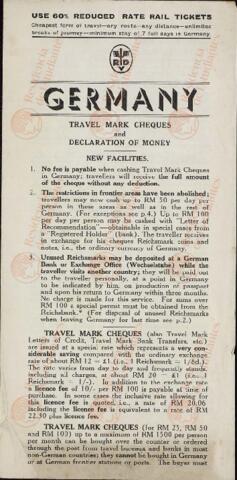 USE 60% REDUCED RATE RAIL TICKETS
Cheapest form of travel—any route—any distance—unlimited
breaks of journey—minimum stay of 7 full days in Germany
GERMANY
TRAVEL MARK CHEQUES
and
DECLARATION OF MONEY
NEW FACILITIES.
1. No fee is payable when cashing Travel Mark Cheques
in Germany; travellers will receive the full amount
of the cheque without any deduction.
2. The restrictions in frontier areas have been abolished;
travellers may now cash up to RM 50 per day per
person in these areas as well as in the rest of
Germany. (For exceptions see p.4.) Up to RM 100
per day per person may be cashed with "Letter of
Recommendation"—obtainable in special cases from
a "Registered Holder" (bank). The traveller receives
in exchange for his cheques Reichsmark coins and
notes, i.e., the ordinary currency of Germany.
3. Unused Reichsmarks may be deposited at a German
Bank or Exchange Office (Wechselstube) while the
traveller visits another country; they will be paid out
to the traveller personally, at a point in Germany
to be indicated by him, on production of passport
and upon his return to Germany within three months.
No charge is made for this service. For sums over
RM 100 a special permit must be obtained from the
Reichsbank.* (For disposal of unused Reichsmarks
when leaving Germany for last time see p.2.)
TRAVEL MARK CHEQUES (also Travel Mark
Letters of Credit, Travel Mark Bank Transfers, etc.)
are issued at a special rate which represents a very con-
siderable saving compared with the ordinary exchange
rate of about RM 12 = £1 (i.e., 1 Reichsmark = 1/8d.).
The rate varies from day to day and frequently stands,
including all charges, at about RM 20 = £1 (i.e., 1
Reichsmark = 1/-). In addition to the exchange rate
a licence fee of 10/- per RM 100 is payable at time of
purchase. In some cases the inclusive rate allowing for
this licence fee is quoted, i.e., a rate of RM 20.06
including the licence fee is equivalent to a rate of RM
22.30 plus licence fee.
TRAVEL MARK CHEQUES (for RM 25, RM 50
and RM 100) up to a maximum of RM 1500 per person
per month can be bought over the counter or ordered
through the post from travel bureaux and banks in most
non-German countries; they cannot be bought in Germany
or at German frontier stations or ports. The buyer must